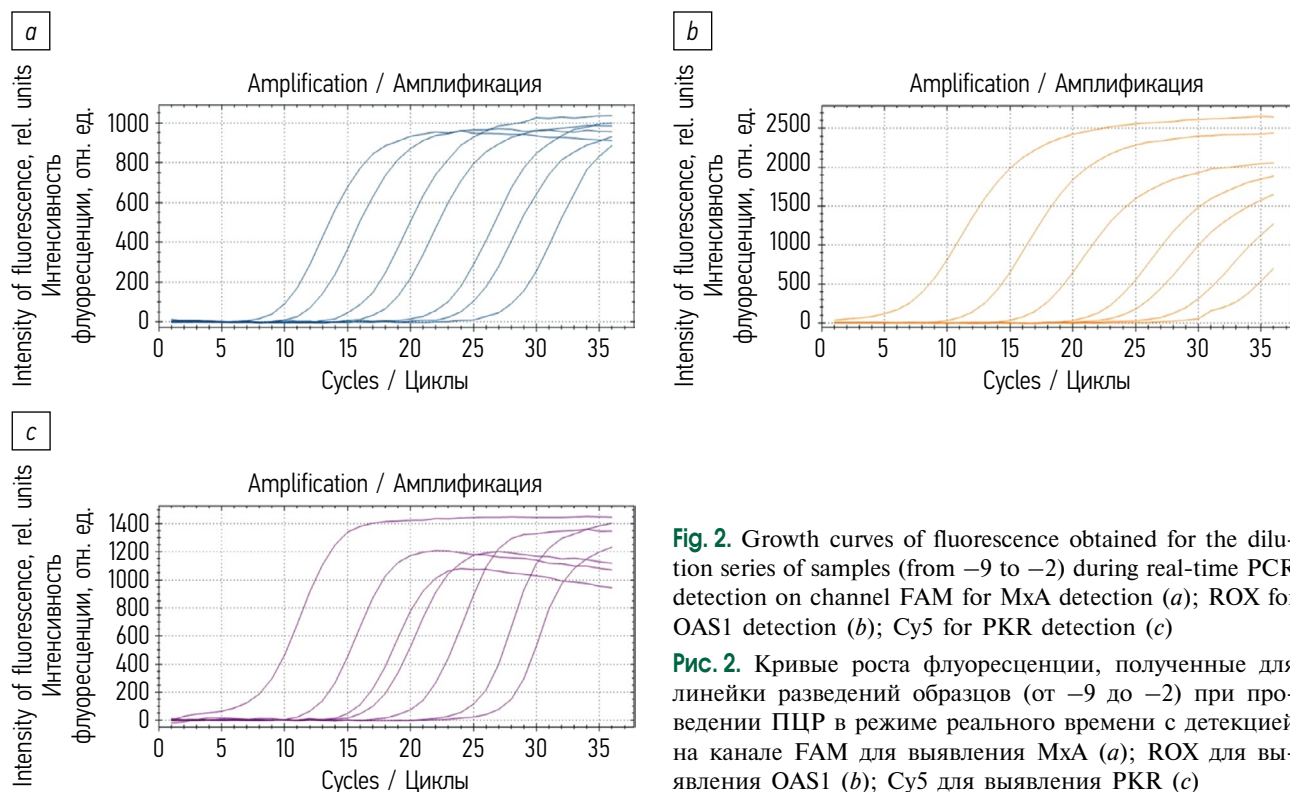 a
Amplification / Амплификация
Intensity of fluorescence, rel. units
Интенсивность
флуоресценции, отн. ед.
1000
800
600
400
200
0
0 5 10 15 20 25 30 35
Cycles / Циклы
b
Amplification / Амплификация
Intensity of fluorescence, rel. units
Интенсивность
флуоресценции, отн. ед.
2500
2000
1500
1000
500
0
0 5 10 15 20 25 30 35
Cycles / Циклы
c
Amplification / Амплификация
Intensity of fluorescence, rel. units
Интенсивность
флуоресценции, отн. ед.
1400
1200
1000
800
600
400
200
0
0 5 10 15 20 25 30 35
Cycles / Циклы
Fig. 2. Growth curves of fluorescence obtained for the dilu-
tion series of samples (from −9 to −2) during real-time PCR
detection on channel FAM for MxA detection (a); ROX for
OAS1 detection (b); Cy5 for PKR detection (c)
Рис. 2. Кривые роста флуоресценции, полученные для
линейки разведений образцов (от −9 до −2) при про-
ведении ПЦР в режиме реального времени с детекцией
на канале FAM для выявления MxA (a); ROX для вы-
явления OAS1 (b); Cy5 для выявления PKR (c)